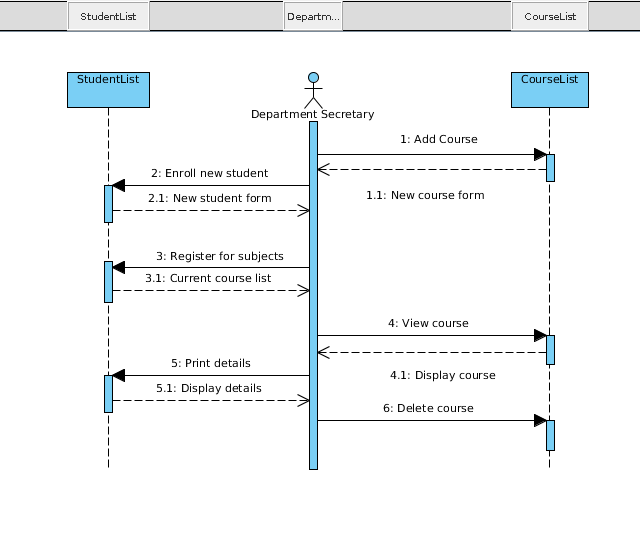 StudentList
Departm...
CourseList
StudentList
CourseList
Department Secretary
1: Add Course
2: Enroll new student
2.1: New student form
1.1: New course form
3: Register for subjects
3.1: Current course list
4: View course
5: Print details
4.1: Display course
5.1: Display details
6: Delete course